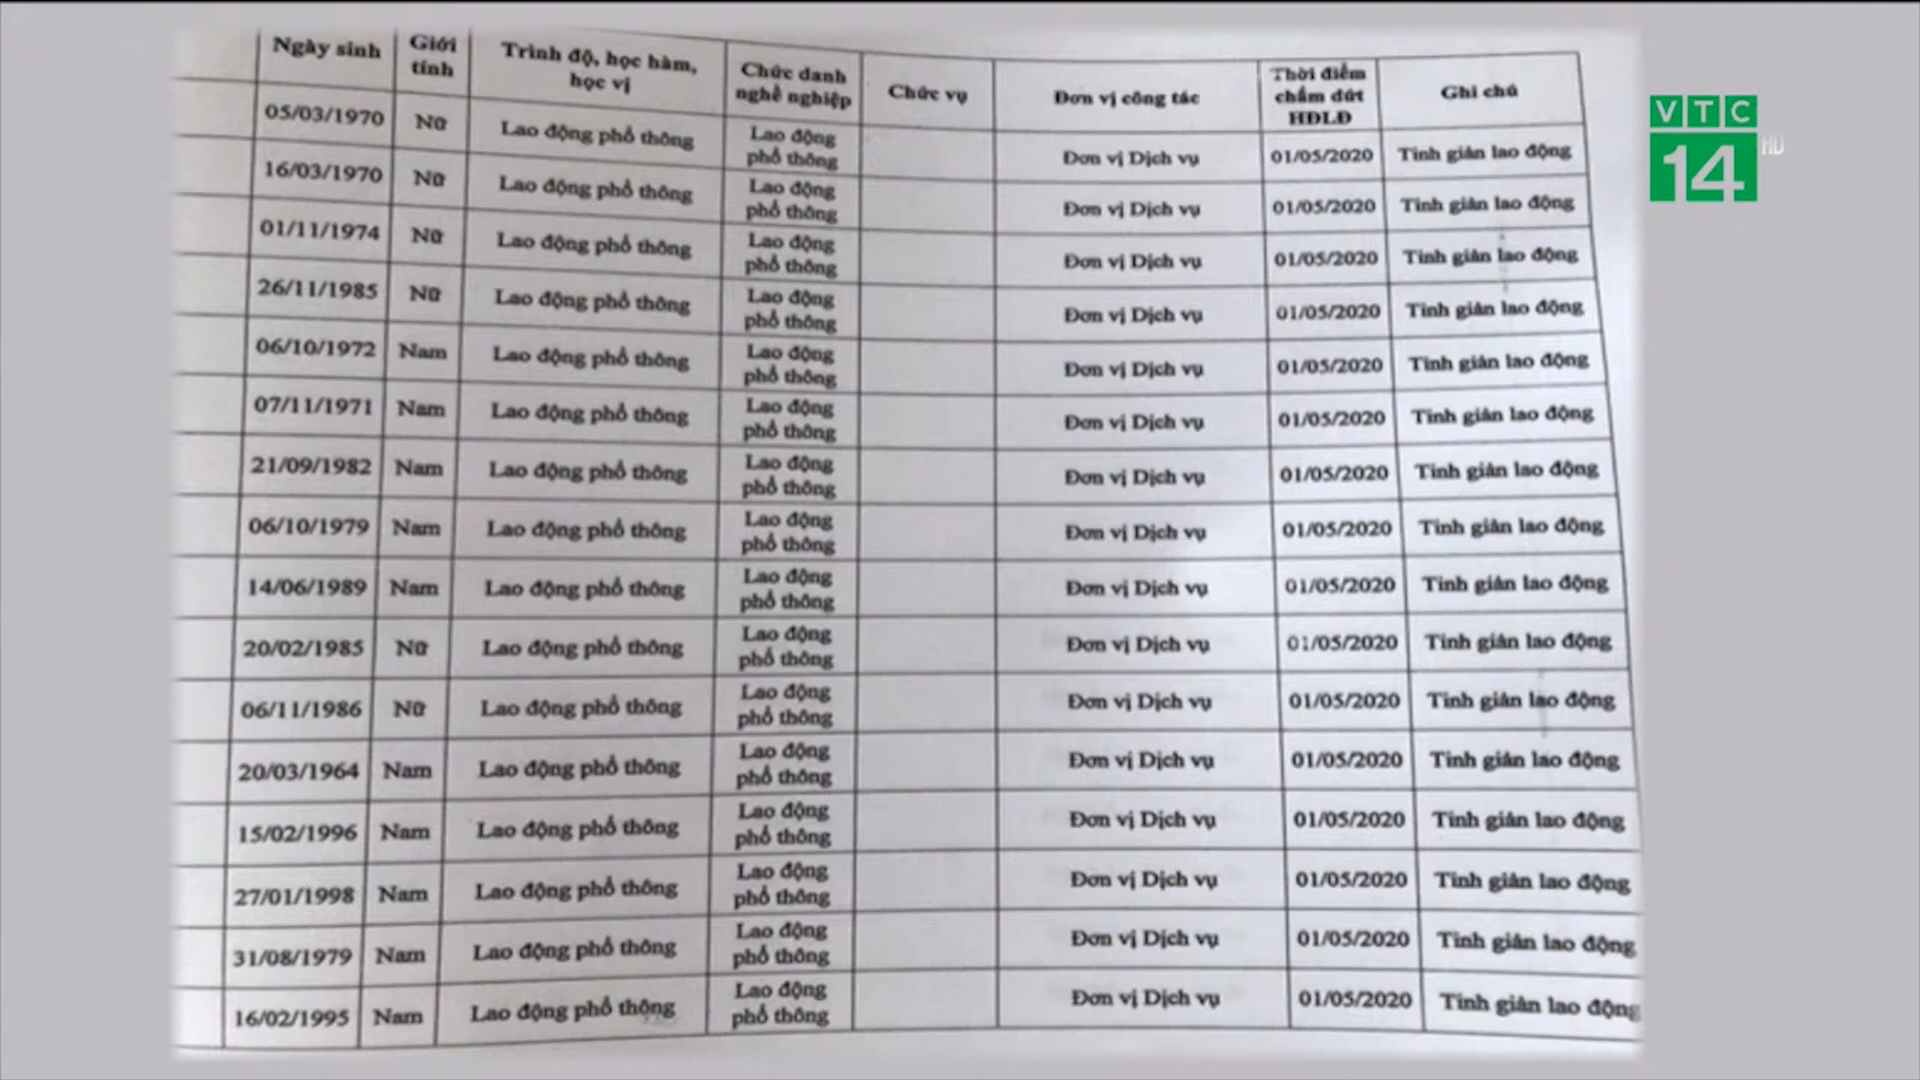 Ngày sinh | Giới tính | Trình độ, học hàm, học vị | Chức danh nghề nghiệp | Chức vụ | Đơn vị công tác | Thời điểm chấm dứt HĐLĐ | Ghi chú
05/03/1970 | Nữ | Lao động phổ thông | Lao động phổ thông | | Đơn vị Dịch vụ | 01/05/2020 | Tinh giản lao động
16/03/1970 | Nữ | Lao động phổ thông | Lao động phổ thông | | Đơn vị Dịch vụ | 01/05/2020 | Tinh giản lao động
01/11/1974 | Nữ | Lao động phổ thông | Lao động phổ thông | | Đơn vị Dịch vụ | 01/05/2020 | Tinh giản lao động
26/11/1985 | Nữ | Lao động phổ thông | Lao động phổ thông | | Đơn vị Dịch vụ | 01/05/2020 | Tinh giản lao động
06/10/1972 | Nam | Lao động phổ thông | Lao động phổ thông | | Đơn vị Dịch vụ | 01/05/2020 | Tinh giản lao động
07/11/1971 | Nam | Lao động phổ thông | Lao động phổ thông | | Đơn vị Dịch vụ | 01/05/2020 | Tinh giản lao động
21/09/1982 | Nam | Lao động phổ thông | Lao động phổ thông | | Đơn vị Dịch vụ | 01/05/2020 | Tinh giản lao động
06/10/1979 | Nam | Lao động phổ thông | Lao động phổ thông | | Đơn vị Dịch vụ | 01/05/2020 | Tinh giản lao động
14/06/1989 | Nam | Lao động phổ thông | Lao động phổ thông | | Đơn vị Dịch vụ | 01/05/2020 | Tinh giản lao động
20/02/1985 | Nữ | Lao động phổ thông | Lao động phổ thông | | Đơn vị Dịch vụ | 01/05/2020 | Tinh giản lao động
06/11/1986 | Nữ | Lao động phổ thông | Lao động phổ thông | | Đơn vị Dịch vụ | 01/05/2020 | Tinh giản lao động
20/03/1964 | Nam | Lao động phổ thông | Lao động phổ thông | | Đơn vị Dịch vụ | 01/05/2020 | Tinh giản lao động
15/02/1996 | Nam | Lao động phổ thông | Lao động phổ thông | | Đơn vị Dịch vụ | 01/05/2020 | Tinh giản lao động
27/01/1998 | Nam | Lao động phổ thông | Lao động phổ thông | | Đơn vị Dịch vụ | 01/05/2020 | Tinh giản lao động
31/08/1979 | Nam | Lao động phổ thông | Lao động phổ thông | | Đơn vị Dịch vụ | 01/05/2020 | Tinh giản lao động
16/02/1995 | Nam | Lao động phổ thông | Lao động phổ thông | | Đơn vị Dịch vụ | 01/05/2020 | Tinh giản lao động
VTC
14 HD